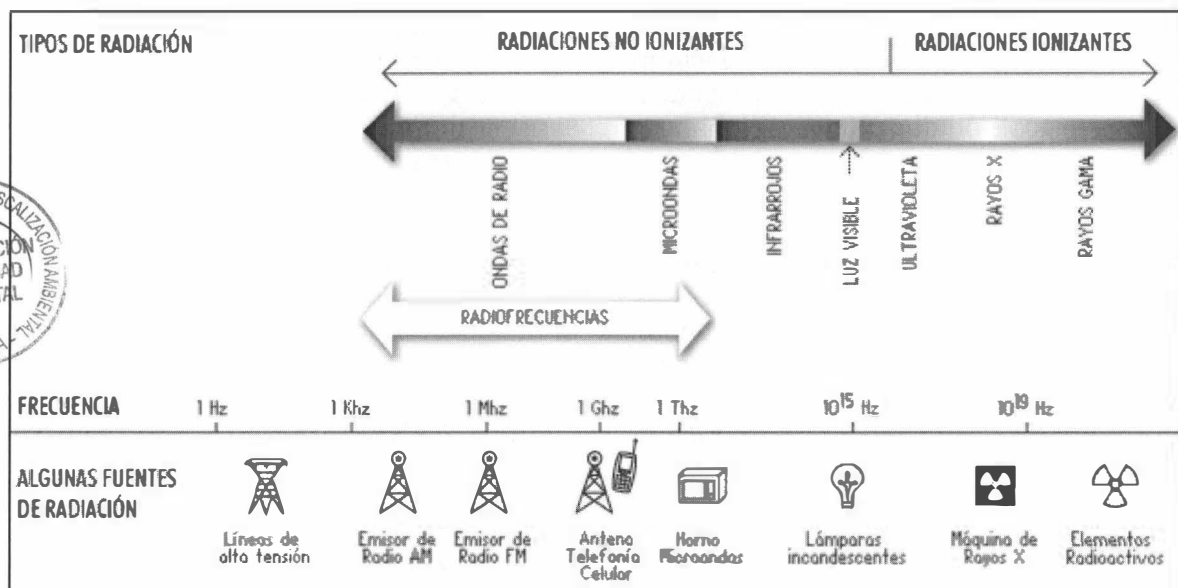 TIPOS DE RADIACIÓN
RADIACIONES NO IONIZANTES
RADIACIONES IONIZANTES
ONDAS DE RADIO
MICROONDAS
INFRARROJOS
LUZ VISIBLE
ULTRAVIOLETA
RAYOS X
RAYOS GAMA
RADIOFRECUENCIAS
FRECUENCIA
1 Hz
1 Khz
1 Mhz
1 Ghz
1 Thz
10¹⁵ Hz
10¹⁹ Hz
ALGUNAS FUENTES
DE RADIACIÓN
Líneas de
alta tensión
Emisor de
Radio AM
Emisor de
Radio FM
Antena
Telefonía
Celular
Horno
Microondas
Lámparas
incandescentes
Máquina de
Rayos X
Elementos
Radioactivos
AMBIENTAL